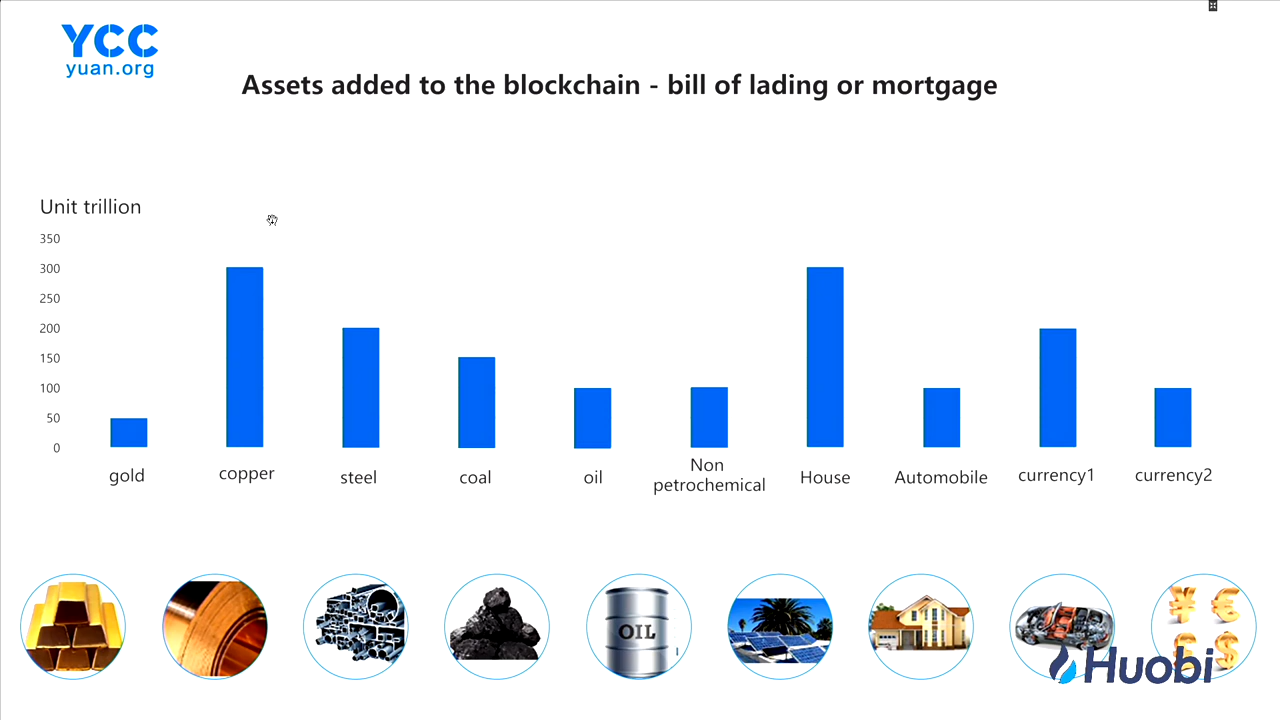 YCC
yuan.org
Assets added to the blockchain - bill of lading or mortgage
Unit trillion
350
300
250
200
150
100
50
0
gold
copper
steel
coal
oil
Non
petrochemical
House
Automobile
currency1
currency2
OIL
¥ €
£ $
Huobi